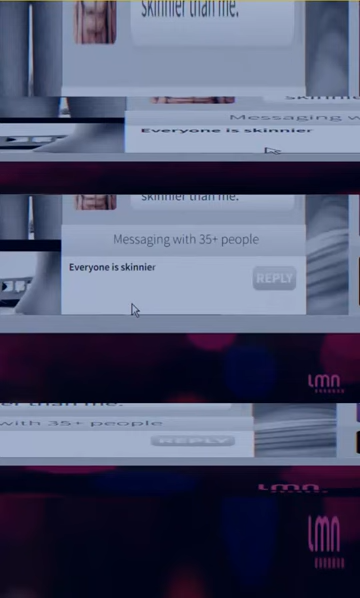 skinnier than me.
skinnie
Messaging w
Everyone is skinnier
skinnier than me.
Messaging with 35+ people
Everyone is skinnier
REPLY
lmn
er than me.
with 35+ people
REPLY
lmn
lmn